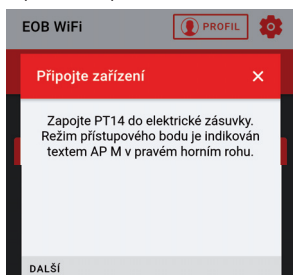 EOB WiFi
PROFIL
Připojte zařízení
Zapojte PT14 do elektrické zásuvky.
Režim přístupového bodu je indikován
textem AP M v pravém horním rohu.
DALŠÍ